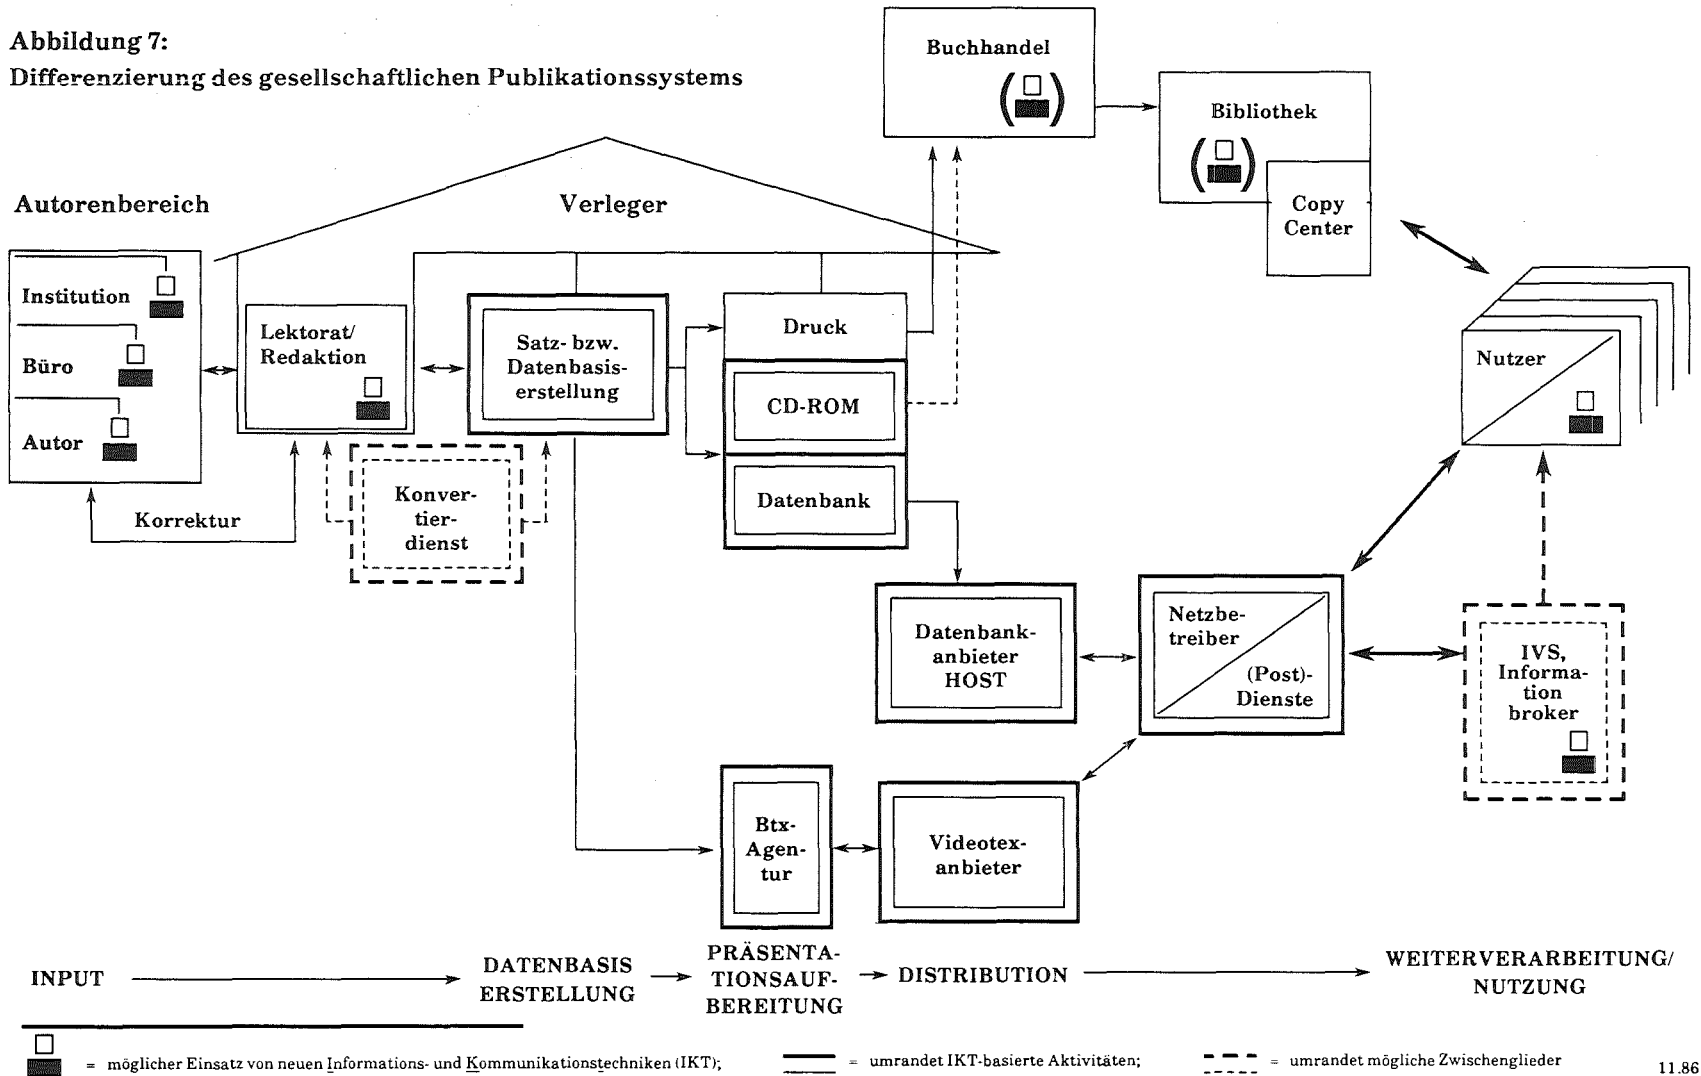 Abbildung 7:
Differenzierung des gesellschaftlichen Publikationssystems
Buchhandel
Bibliothek
Copy
Center
Autorenbereich
Verleger
Institution
Büro
Autor
Korrektur
Lektorat/
Redaktion
Konver-
tier-
dienst
Satz- bzw.
Datenbasis-
erstellung
Druck
CD-ROM
Datenbank
Nutzer
Datenbank-
anbieter
HOST
Netzbe-
treiber
(Post)-
Dienste
IVS,
Informa-
tion
broker
Btx-
Agen-
tur
Videotex-
anbieter
INPUT
DATENBASIS
ERSTELLUNG
PRÄSENTA-
TIONSAUF-
BEREITUNG
DISTRIBUTION
WEITERVERARBEITUNG/
NUTZUNG
= möglicher Einsatz von neuen Informations- und Kommunikationstechniken (IKT);
= umrandet IKT-basierte Aktivitäten;
= umrandet mögliche Zwischenglieder
11.86